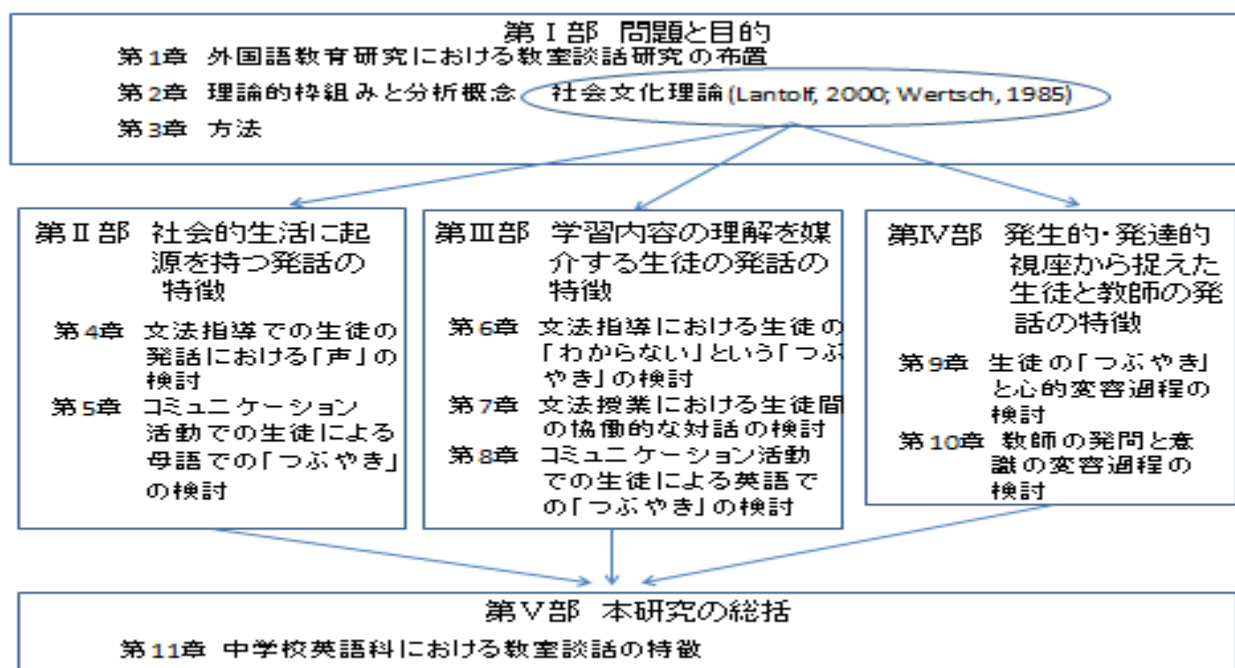 第Ⅰ部 問題と目的
第1章 外国語教育研究における教室談話研究の布置
第2章 理論的枠組みと分析概念 社会文化理論(Lantolf, 2000; Wertsch, 1985)
第3章 方法
第Ⅱ部 社会的生活に起
源を持つ発話の
特徴
第4章 文法指導での生徒の
発話における「声」の
検討
第5章 コミュニケーション
活動での生徒による
母語での「つぶやき」
の検討
第Ⅲ部 学習内容の理解を媒
介する生徒の発話の
特徴
第6章 文法指導における生徒の
「わからない」という「つぶ
やき」の検討
第7章 文法授業における生徒間
の協働的な対話の検討
第8章 コミュニケーション活動
での生徒による英語で
の「つぶやき」の検討
第Ⅳ部 発生的・発達的
視座から捉えた
生徒と教師の発
話の特徴
第9章 生徒の「つぶやき」
と心的変容過程の
検討
第10章 教師の発問と意
識の変容過程の
検討
第Ⅴ部 本研究の総括
第11章 中学校英語科における教室談話の特徴